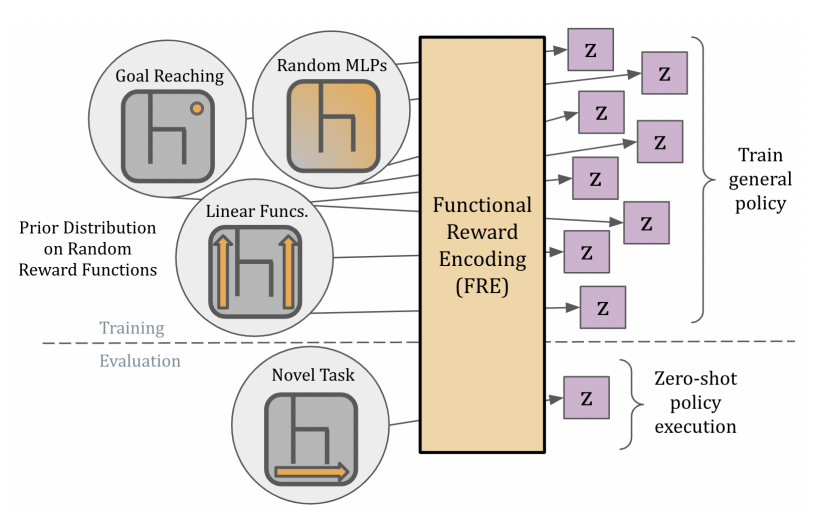 Goal Reaching
Random MLPs
Linear Funcs.
Prior Distribution
on Random
Reward Functions
Functional
Reward
Encoding
(FRE)
z
z
z
z
z
z
z
z
Train
general
policy
Training
Evaluation
Novel Task
z
Zero-shot
policy
execution